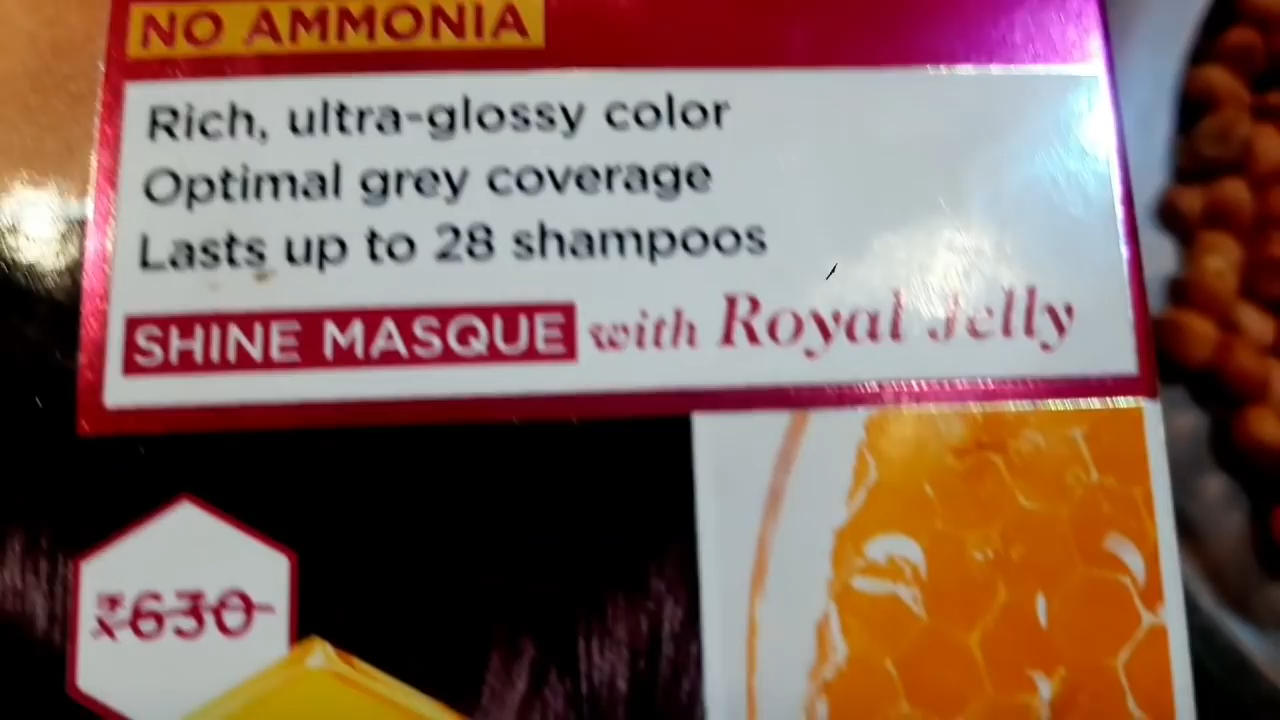 NO AMMONIA
Rich, ultra-glossy color
Optimal grey coverage
Lasts up to 28 shampoos
SHINE MASQUE with Royal Jelly
₹630